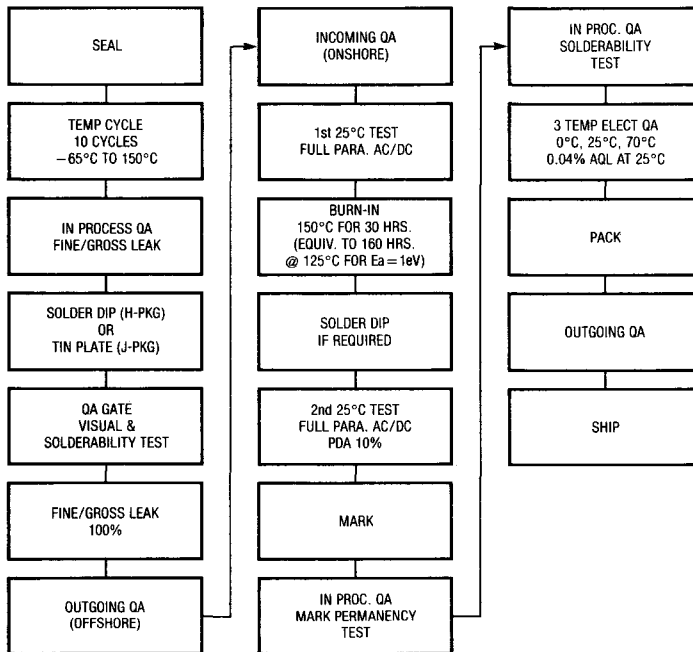 SEAL
TEMP CYCLE
10 CYCLES
−65°C TO 150°C
IN PROCESS QA
FINE/GROSS LEAK
SOLDER DIP (H-PKG)
OR
TIN PLATE (J-PKG)
QA GATE
VISUAL &
SOLDERABILITY TEST
FINE/GROSS LEAK
100%
OUTGOING QA
(OFFSHORE)
INCOMING QA
(ONSHORE)
1st 25°C TEST
FULL PARA. AC/DC
BURN-IN
150°C FOR 30 HRS.
(EQUIV. TO 160 HRS.
@ 125°C FOR Ea=1eV)
SOLDER DIP
IF REQUIRED
2nd 25°C TEST
FULL PARA. AC/DC
PDA 10%
MARK
IN PROC. QA
MARK PERMANENCY
TEST
IN PROC. QA
SOLDERABILITY
TEST
3 TEMP ELECT QA
0°C, 25°C, 70°C
0.04% AQL AT 25°C
PACK
OUTGOING QA
SHIP